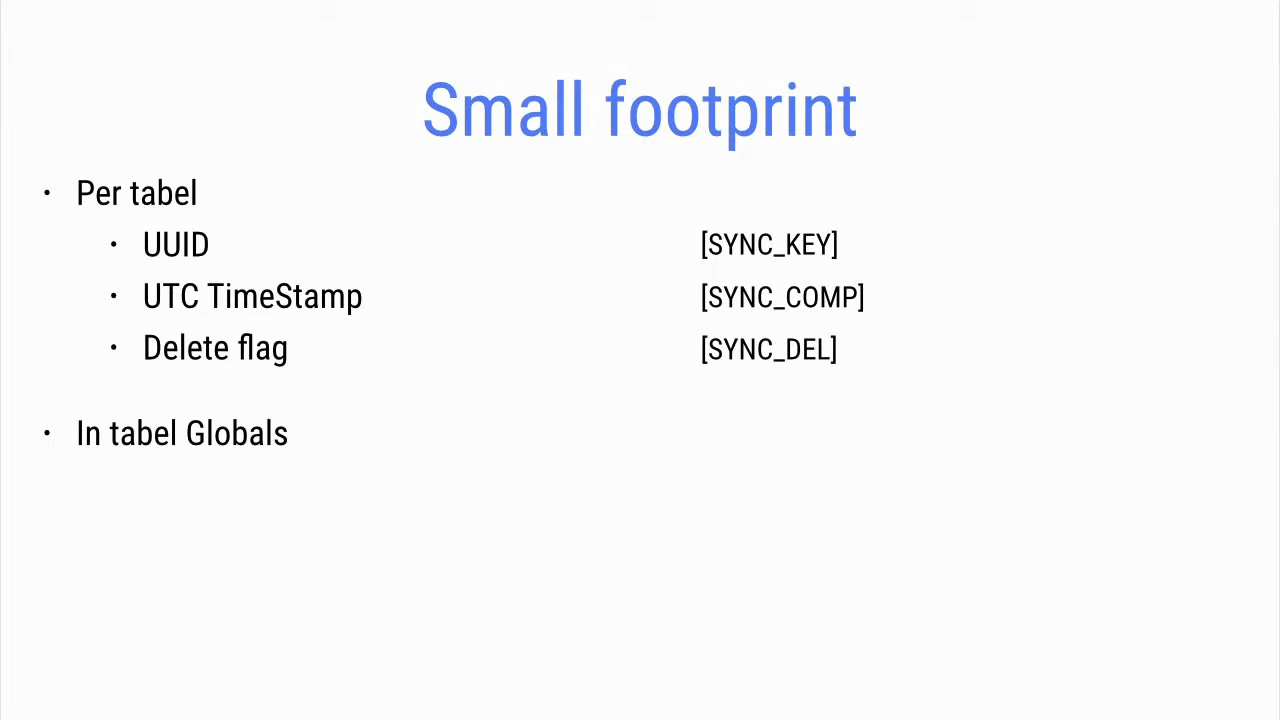 Small footprint
• Per tabel
• UUID [SYNC_KEY]
• UTC TimeStamp [SYNC_COMP]
• Delete flag [SYNC_DEL]
• In tabel Globals